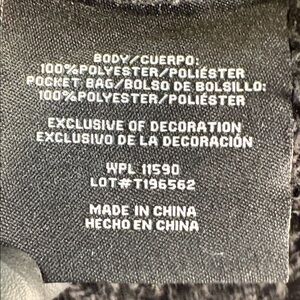 BODY/CUERPO:
100%POLYESTER/POLIÉSTER
POCKET BAG/BOLSO DE BOLSILLO:
100%POLYESTER/POLIÉSTER
EXCLUSIVE OF DECORATION
EXCLUSIVO DE LA DECORACIÓN
WPL 11590
LOT#T196562
MADE IN CHINA
HECHO EN CHINA